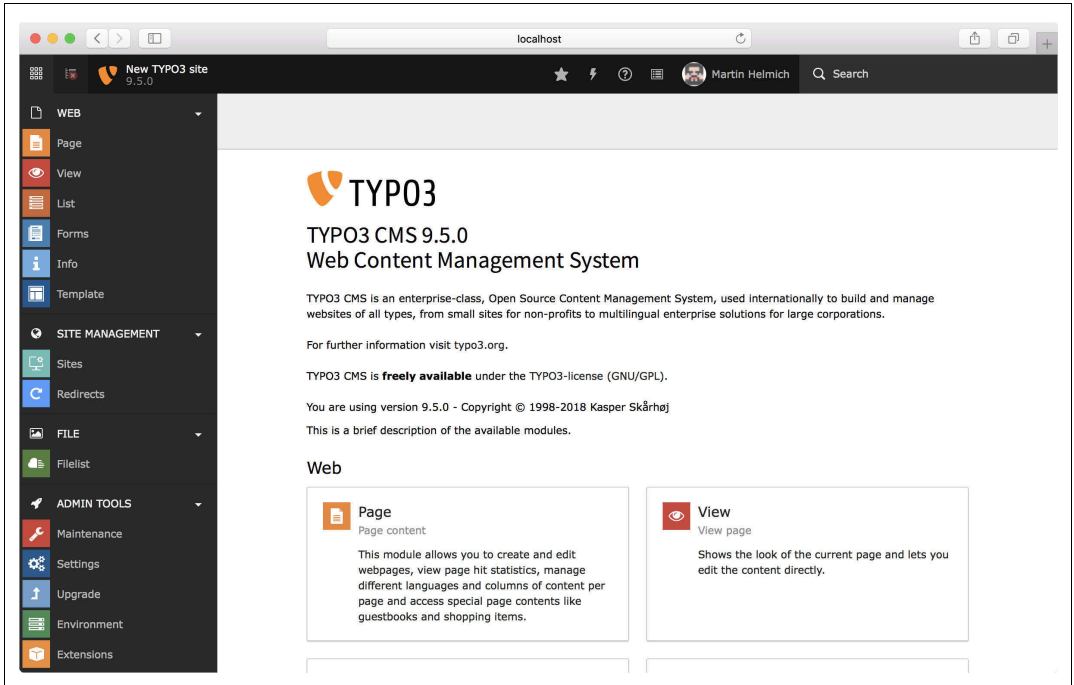 localhost
New TYPO3 site
9.5.0
Martin Helmich
Search
WEB
Page
View
List
Forms
Info
Template
SITE MANAGEMENT
Sites
Redirects
FILE
Filelist
ADMIN TOOLS
Maintenance
Settings
Upgrade
Environment
Extensions
TYPO3
TYPO3 CMS 9.5.0
Web Content Management System
TYPO3 CMS is an enterprise-class, Open Source Content Management System, used internationally to build and manage
websites of all types, from small sites for non-profits to multilingual enterprise solutions for large corporations.
For further information visit typo3.org.
TYPO3 CMS is freely available under the TYPO3-license (GNU/GPL).
You are using version 9.5.0 - Copyright © 1998-2018 Kasper Skårhøj
This is a brief description of the available modules.
Web
Page
Page content
This module allows you to create and edit
webpages, view page hit statistics, manage
different languages and columns of content per
page and access special page contents like
guestbooks and shopping items.
View
View page
Shows the look of the current page and lets you
edit the content directly.